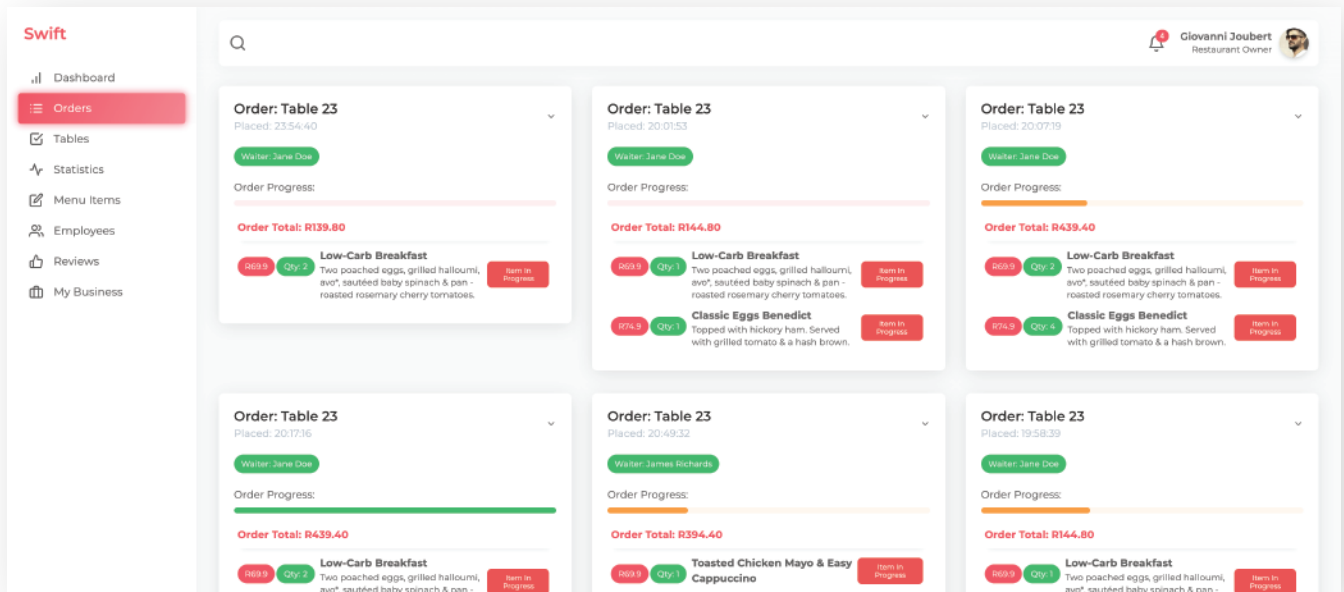 Swift
Dashboard
Orders
Tables
Statistics
Menu Items
Employees
Reviews
My Business
4
Giovanni Joubert
Restaurant Owner
Order: Table 23
Placed: 23:54:40
Waiter: Jane Doe
Order Progress:
Order Total: R139.80
R69.9
Qty: 2
Low-Carb Breakfast
Two poached eggs, grilled halloumi,
avo*, sautéed baby spinach & pan -
roasted rosemary cherry tomatoes.
Item In
Progress
Order: Table 23
Placed: 20:01:53
Waiter: Jane Doe
Order Progress:
Order Total: R144.80
R69.9
Qty: 1
Low-Carb Breakfast
Two poached eggs, grilled halloumi,
avo*, sautéed baby spinach & pan -
roasted rosemary cherry tomatoes.
Item In
Progress
R74.9
Qty: 1
Classic Eggs Benedict
Topped with hickory ham. Served
with grilled tomato & a hash brown.
Item In
Progress
Order: Table 23
Placed: 20:07:19
Waiter: Jane Doe
Order Progress:
Order Total: R439.40
R69.9
Qty: 2
Low-Carb Breakfast
Two poached eggs, grilled halloumi,
avo*, sautéed baby spinach & pan -
roasted rosemary cherry tomatoes.
Item In
Progress
R74.9
Qty: 4
Classic Eggs Benedict
Topped with hickory ham. Served
with grilled tomato & a hash brown.
Item In
Progress
Order: Table 23
Placed: 20:17:16
Waiter: Jane Doe
Order Progress:
Order Total: R439.40
R69.9
Qty: 2
Low-Carb Breakfast
Two poached eggs, grilled halloumi,
avo*, sautéed baby spinach & pan -
Item In
Progress
Order: Table 23
Placed: 20:49:32
Waiter: James Richards
Order Progress:
Order Total: R394.40
R69.9
Qty: 1
Toasted Chicken Mayo & Easy
Cappuccino
Item In
Progress
Order: Table 23
Placed: 19:58:39
Waiter: Jane Doe
Order Progress:
Order Total: R144.80
R69.9
Qty: 1
Low-Carb Breakfast
Two poached eggs, grilled halloumi,
avo*, sautéed baby spinach & pan -
Item In
Progress